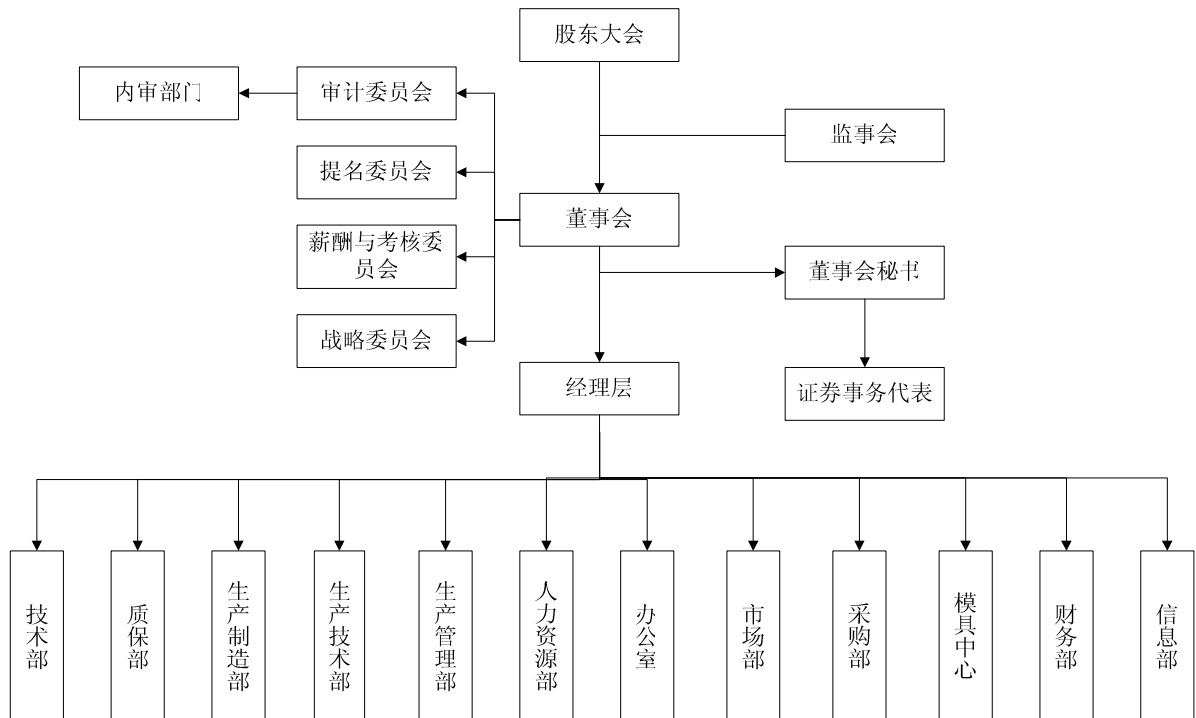 股东大会
内审部门
审计委员会
监事会
提名委员会
董事会
薪酬与考核委
员会
董事会秘书
战略委员会
经理层
证券事务代表
技术部
质保部
生产制造部
生产技术部
生产管理部
人力资源部
办公室
市场部
采购部
模具中心
财务部
信息部